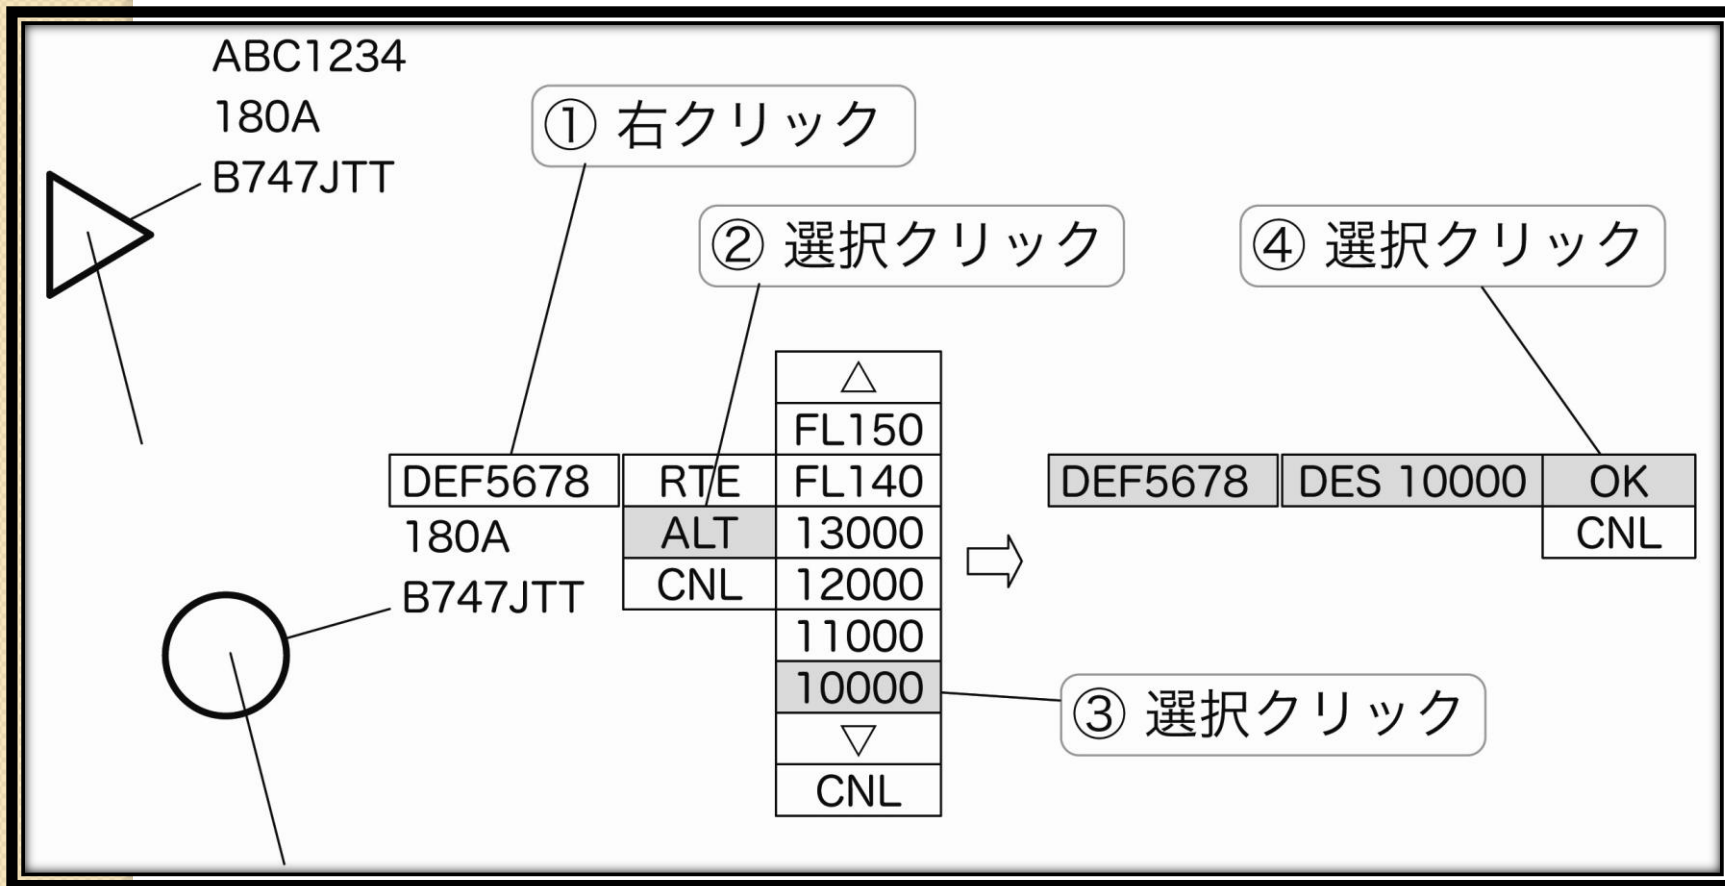 ABC1234
180A
B747JTT
① 右クリック
② 選択クリック
④ 選択クリック
△
FL150
DEF5678 RTE FL140
180A ALT 13000
B747JTT CNL 12000
11000
10000
▽
CNL
DEF5678 DES 10000 OK
CNL
③ 選択クリック